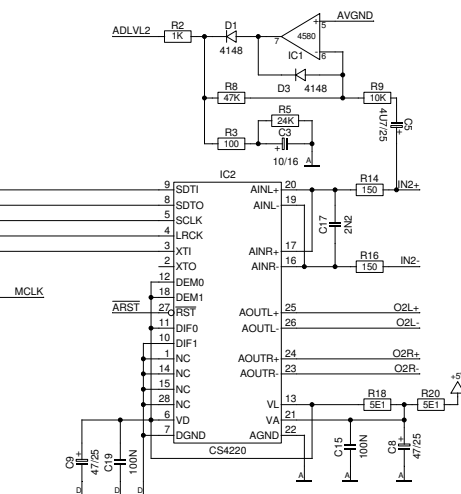 AVGND
ADLVL2
R2
1K
D1
4148
7
4580
5
6
IC1
D3 4148
R8
47K
R9
10K
R5
24K
R3
100
C3
+
10/16
A
4U7/25
C5
+
IC2
9 SDTI AINL+ 20
R14
150
IN2+
8 SDTO AINL- 19
5 SCLK
C17
2N2
4 LRCK
3 XTI AINR+ 17
2 XTO AINR- 16
R16
150
IN2-
12 DEM0
MCLK
18 DEM1
ARST
27 RST AOUTL+ 25 O2L+
11 DIF0 AOUTL- 26 O2L-
10 DIF1
1 NC AOUTR+ 24 O2R+
14 NC AOUTR- 23 O2R-
15 NC
28 NC VL 13
R18
5E1
R20
5E1
6 VD VA 21
7 DGND AGND 22
CS4220
C9
+
47/25
C19
100N
C15
100N
C8
+
47/25
D
D
D
A
A
A